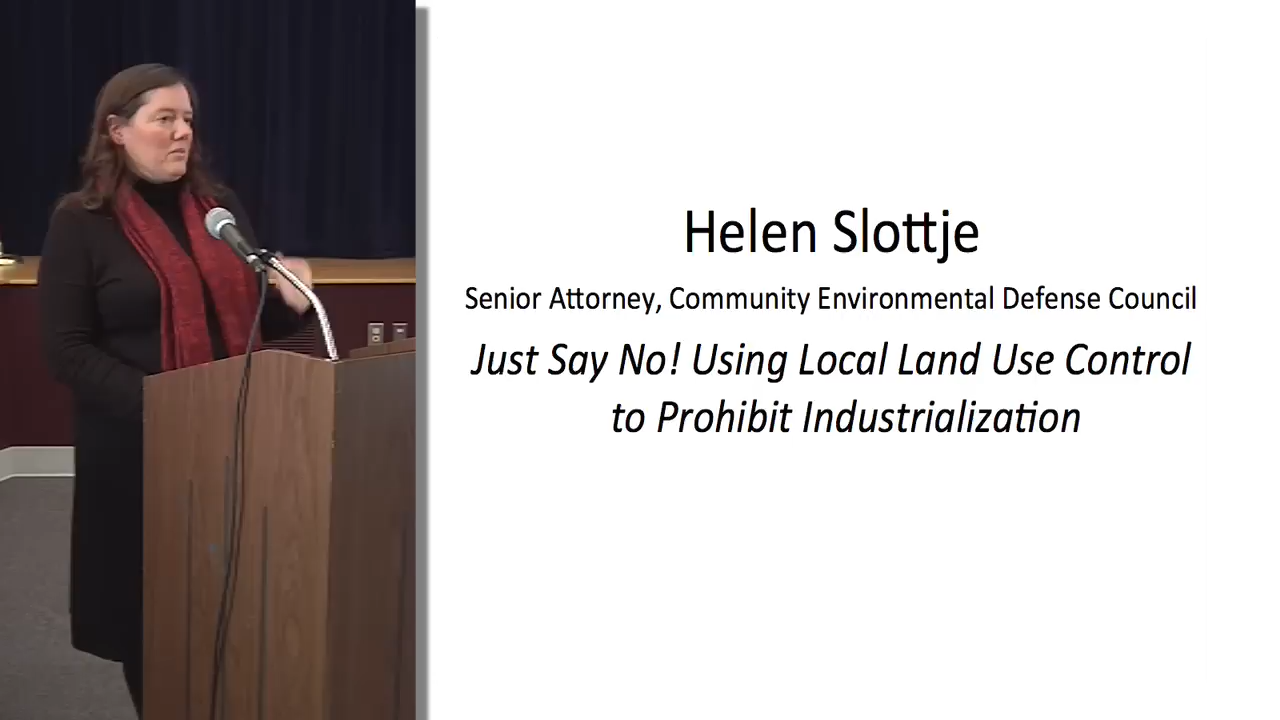 Helen Slottje
Senior Attorney, Community Environmental Defense Council
Just Say No! Using Local Land Use Control
to Prohibit Industrialization